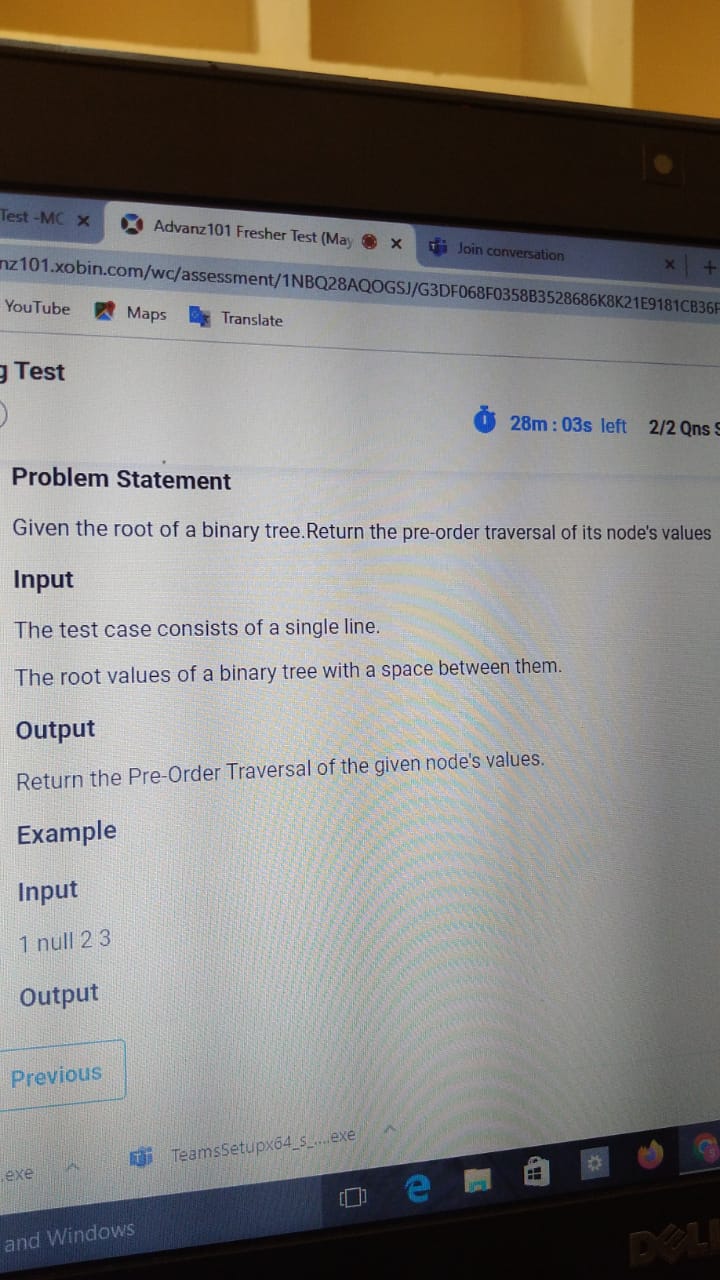 Test -MC
Advanz101 Fresher Test (May
Join conversation
nz101.xobin.com/wc/assessment/1NBQ28AQOGSJ/G3DF068F0358B3528686K8K21E9181CB36F
YouTube Maps Translate
g Test
28m : 03s left 2/2 Qns S
Problem Statement
Given the root of a binary tree.Return the pre-order traversal of its node's values
Input
The test case consists of a single line.
The root values of a binary tree with a space between them.
Output
Return the Pre-Order Traversal of the given node's values.
Example
Input
1 null 2 3
Output
Previous
.exe
TeamsSetupx64_s_....exe
and Windows
DELL